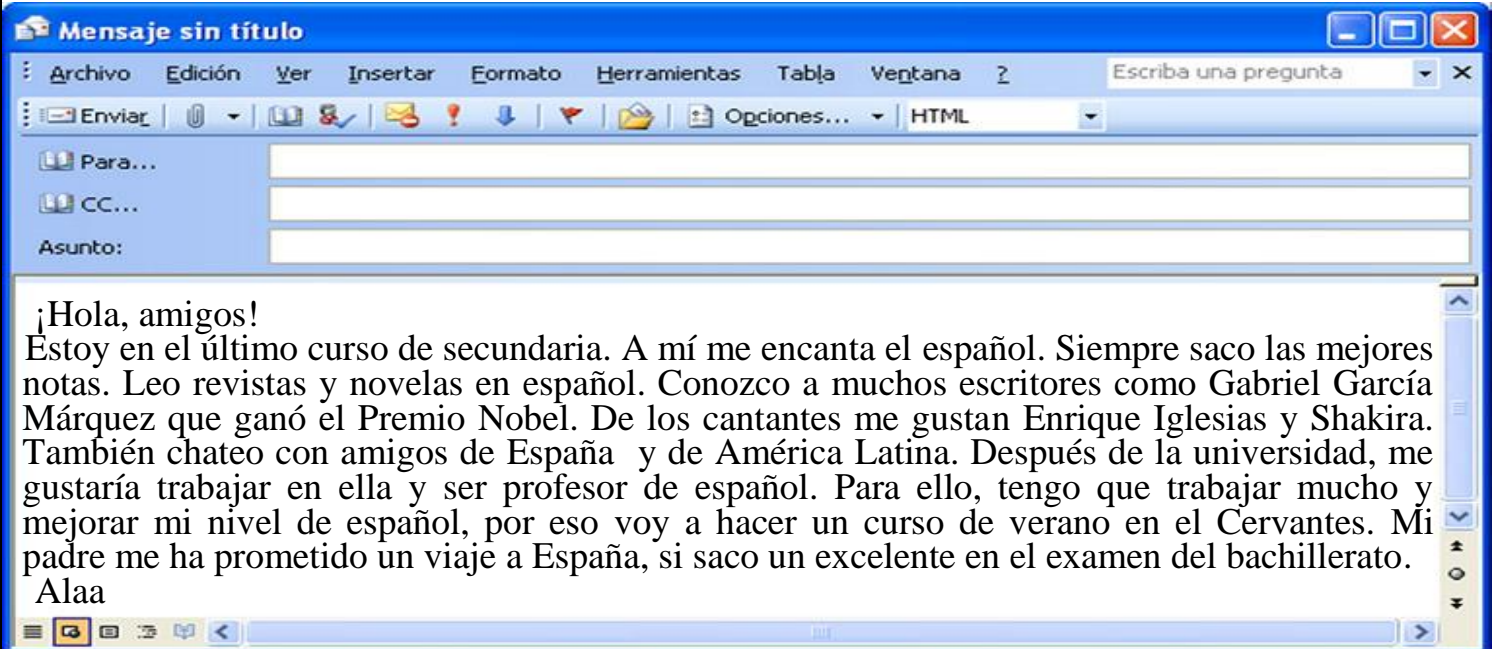 Mensaje sin título
Archivo Edición Ver Insertar Formato Herramientas Tabla Ventana ? Escriba una pregunta
Enviar Opciones... HTML
Para...
CC...
Asunto:
¡Hola, amigos!
Estoy en el último curso de secundaria. A mí me encanta el español. Siempre saco las mejores
notas. Leo revistas y novelas en español. Conozco a muchos escritores como Gabriel García
Márquez que ganó el Premio Nobel. De los cantantes me gustan Enrique Iglesias y Shakira.
También chateo con amigos de España y de América Latina. Después de la universidad, me
gustaría trabajar en ella y ser profesor de español. Para ello, tengo que trabajar mucho y
mejorar mi nivel de español, por eso voy a hacer un curso de verano en el Cervantes. Mi
padre me ha prometido un viaje a España, si saco un excelente en el examen del bachillerato.
Alaa